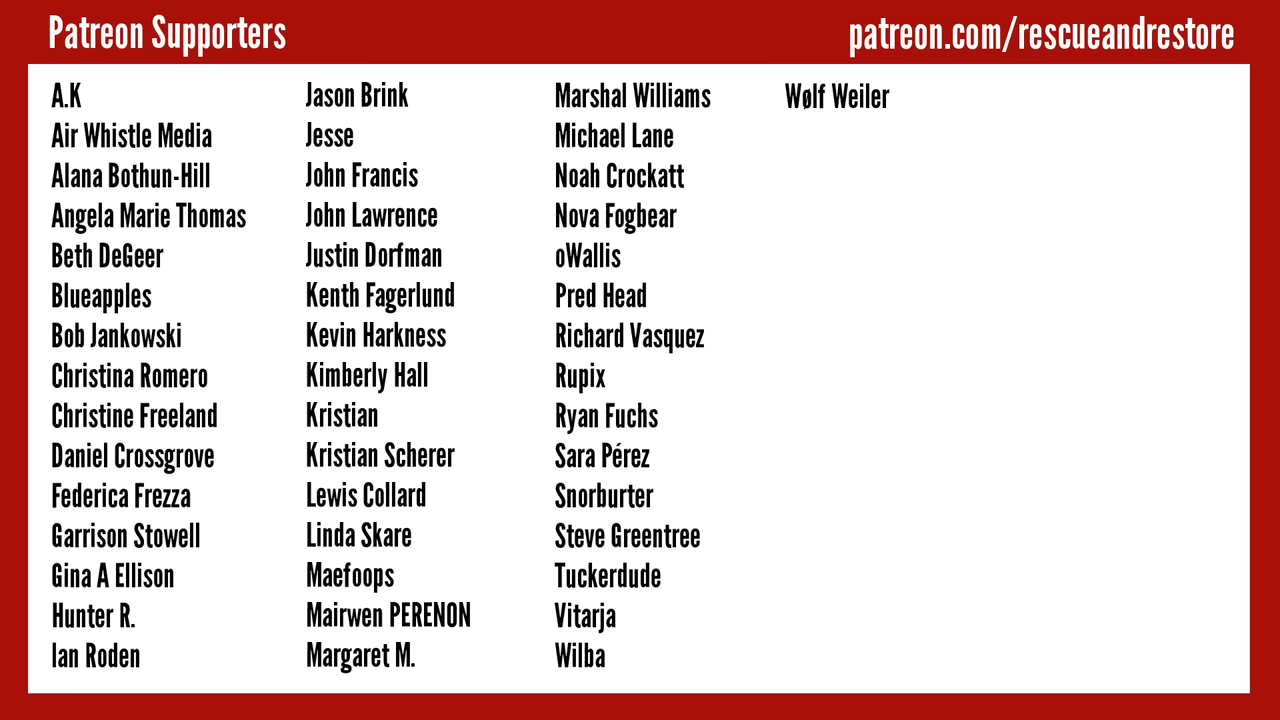 Patreon Supporters
patreon.com/rescueandrestore
A.K
Air Whistle Media
Alana Bothun-Hill
Angela Marie Thomas
Beth DeGeer
Blueapples
Bob Jankowski
Christina Romero
Christine Freeland
Daniel Crossgrove
Federica Frezza
Garrison Stowell
Gina A Ellison
Hunter R.
Ian Roden
Jason Brink
Jesse
John Francis
John Lawrence
Justin Dorfman
Kenth Fagerlund
Kevin Harkness
Kimberly Hall
Kristian
Kristian Scherer
Lewis Collard
Linda Skare
Maefoops
Mairwen PERENON
Margaret M.
Marshal Williams
Michael Lane
Noah Crockatt
Nova Fogbear
oWallis
Pred Head
Richard Vasquez
Rupix
Ryan Fuchs
Sara Pérez
Snorburter
Steve Greentree
Tuckerdude
Vitarja
Wilba
Wølf Weiler